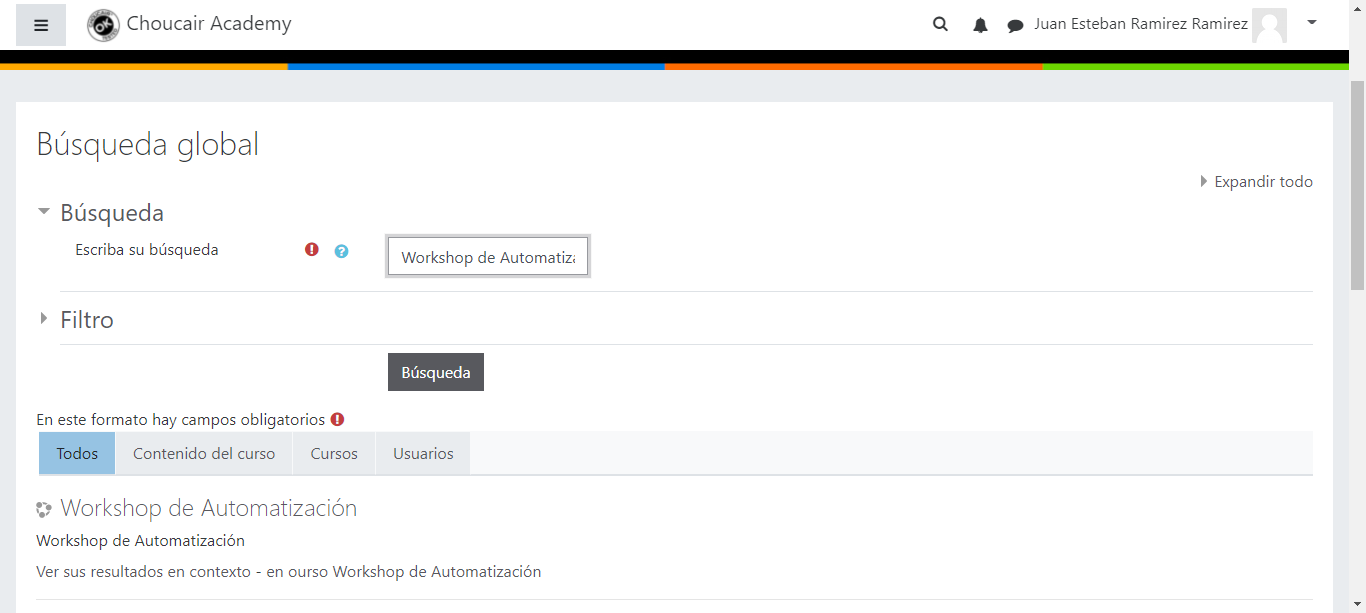 Choucair Academy
Juan Esteban Ramirez Ramirez
Búsqueda global
Expandir todo
Búsqueda
Escriba su búsqueda
Workshop de Automatiza
Filtro
Búsqueda
En este formato hay campos obligatorios
Todos
Contenido del curso
Cursos
Usuarios
Workshop de Automatización
Workshop de Automatización
Ver sus resultados en contexto - en ourso Workshop de Automatización